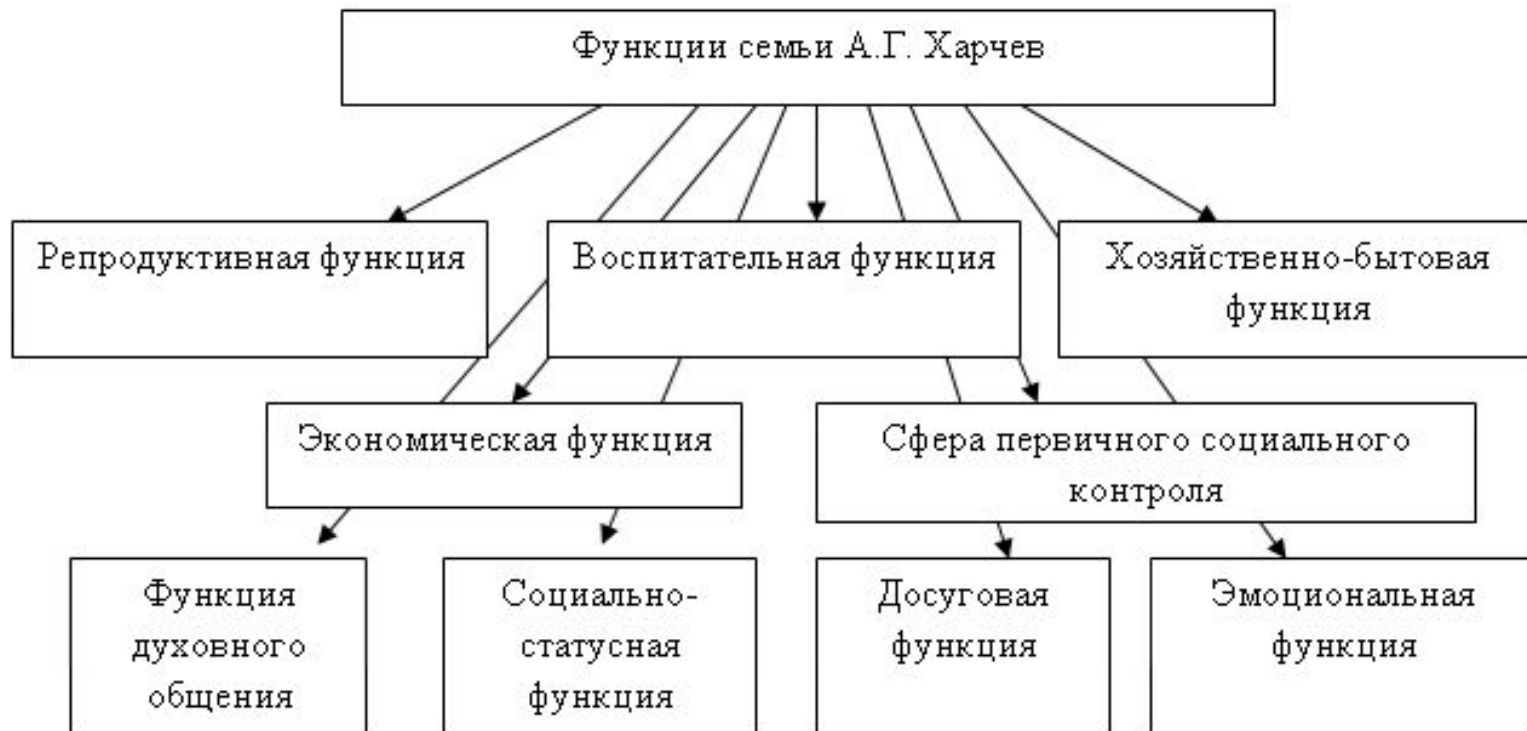 Функции семьи А.Г. Харчев
Репродуктивная функция
Воспитательная функция
Хозяйственно-бытовая
функция
Экономическая функция
Сфера первичного социального
контроля
Функция
духовного
общения
Социально-
статусная
функция
Досуговая
функция
Эмоциональная
функция